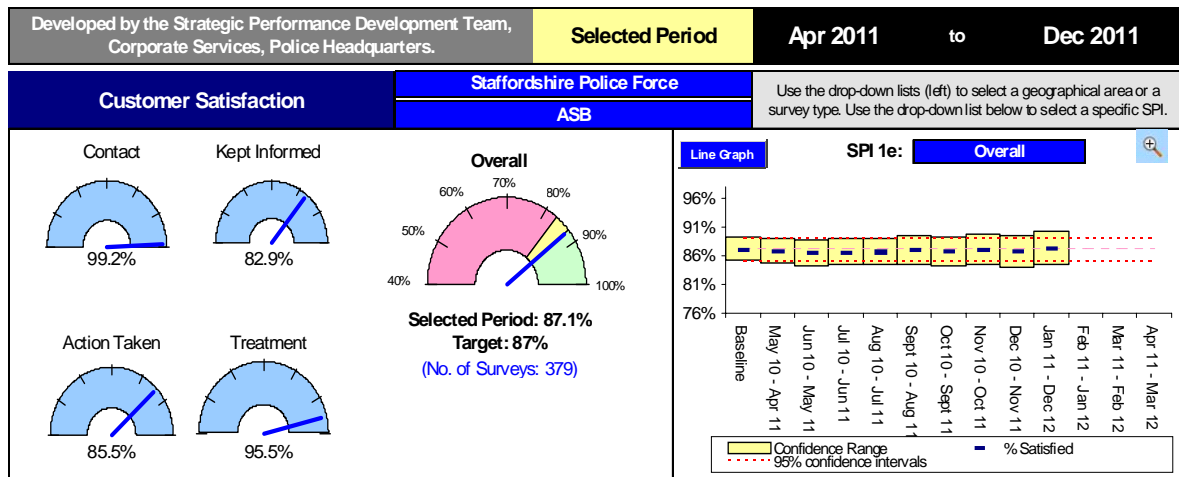 Developed by the Strategic Performance Development Team,
Corporate Services, Police Headquarters.
Selected Period
Apr 2011 to Dec 2011
Customer Satisfaction
Staffordshire Police Force
ASB
Use the drop-down lists (left) to select a geographical area or a
survey type. Use the drop-down list below to select a specific SPI.
Contact
99.2%
Kept Informed
82.9%
Action Taken
85.5%
Treatment
95.5%
Overall
40%
50%
60%
70%
80%
90%
100%
Selected Period: 87.1%
Target: 87%
(No. of Surveys: 379)
Line Graph
SPI 1e:
Overall
96%
91%
86%
81%
76%
Baseline
May 10 - Apr 11
Jun 10 - May 11
Jul 10 - Jun 11
Aug 10 - Jul 11
Sept 10 - Aug 11
Oct 10 - Sept 11
Nov 10 - Oct 11
Dec 10 - Nov 11
Jan 11 - Dec 12
Feb 11 - Jan 12
Mar 11 - Feb 12
Apr 11 - Mar 12
Confidence Range
% Satisfied
95% confidence intervals